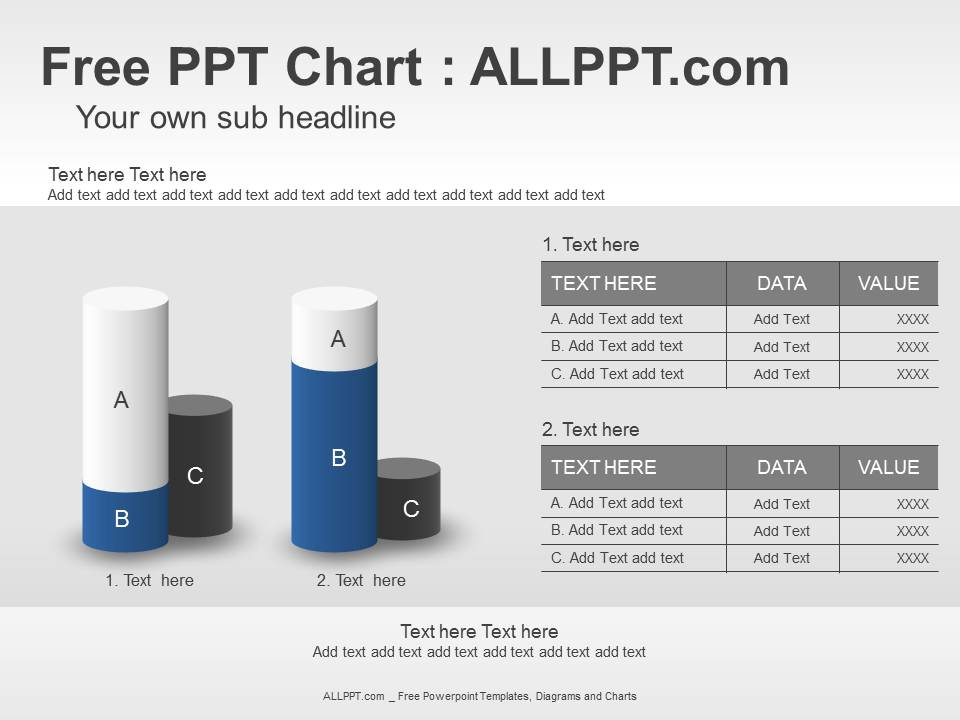 Free PPT Chart : ALLPPT.com
Your own sub headline
Text here Text here
Add text add text add text add text add text add text add text add text add text add text
A
B
C
1. Text  here
A
B
C
2. Text  here
1. Text here
TEXT HERE DATA VALUE
A. Add Text add text Add Text XXXX
B. Add Text add text Add Text XXXX
C. Add Text add text Add Text XXXX
2. Text here
TEXT HERE DATA VALUE
A. Add Text add text Add Text XXXX
B. Add Text add text Add Text XXXX
C. Add Text add text Add Text XXXX
Text here Text here
Add text add text add text add text add text add text
ALLPPT.com _ Free Powerpoint Templates, Diagrams and Charts